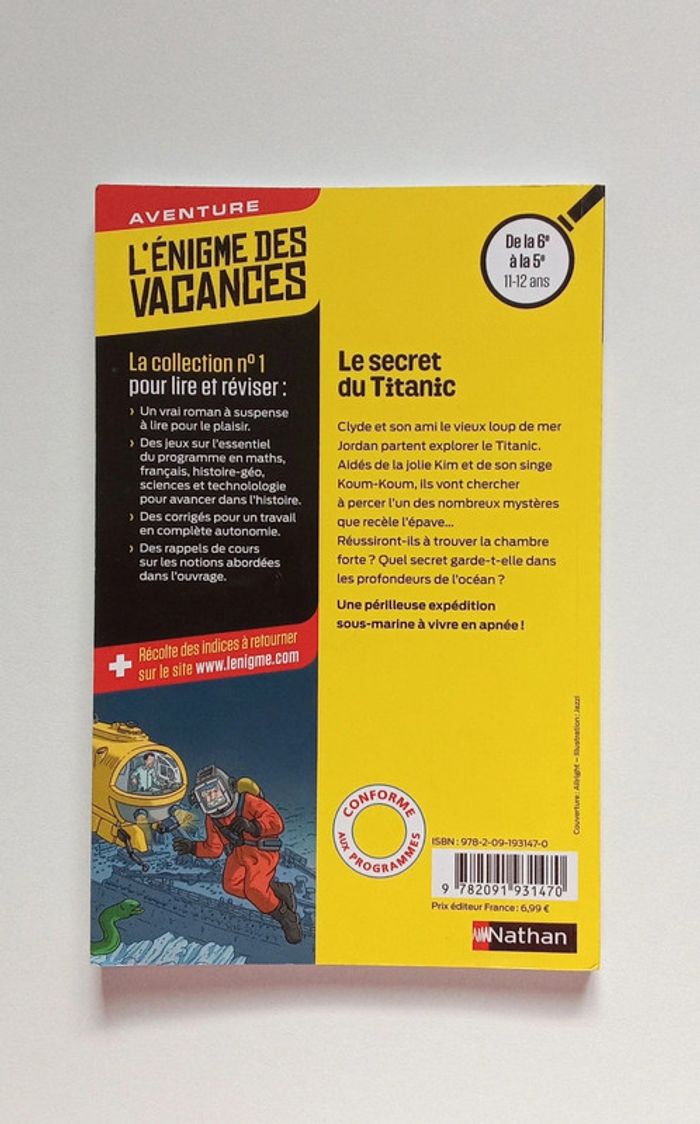 AVENTURE
L'ÉNIGME DES
VACANCES
De la 6e
à la 5e
11-12 ans
La collection no 1
pour lire et réviser :
› Un vrai roman à suspense
à lire pour le plaisir.
› Des jeux sur l'essentiel
du programme en maths,
français, histoire-géo,
sciences et technolologie
pour avancer dans l'histoire.
› Des corrigés pour un travail
en complète autonomie.
› Des rappels de cours
sur les notions abordées
dans l'ouvrage.
+ Récolte des indices à retourner
sur le site www.lenigme.com
Le secret
du Titanic
Clyde et son ami le vieux loup de mer
Jordan partent explorer le Titanic.
Aidés de la jolie Kim et de son singe
Koum-Koum, ils vont chercher
à percer l'un des nombreux mystères
que recèle l'épave...
Réussiront-ils à trouver la chambre
forte ? Quel secret garde-t-elle dans
les profondeurs de l'océan ?
Une périlleuse expédition
sous-marine à vivre en apnée !
Couverture : Allright – Illustration : Jazzi
CONFORME
AUX PROGRAMMES
ISBN : 978-2-09-193147-0
9 782091 931470
Prix éditeur France : 6,99 €
Nathan